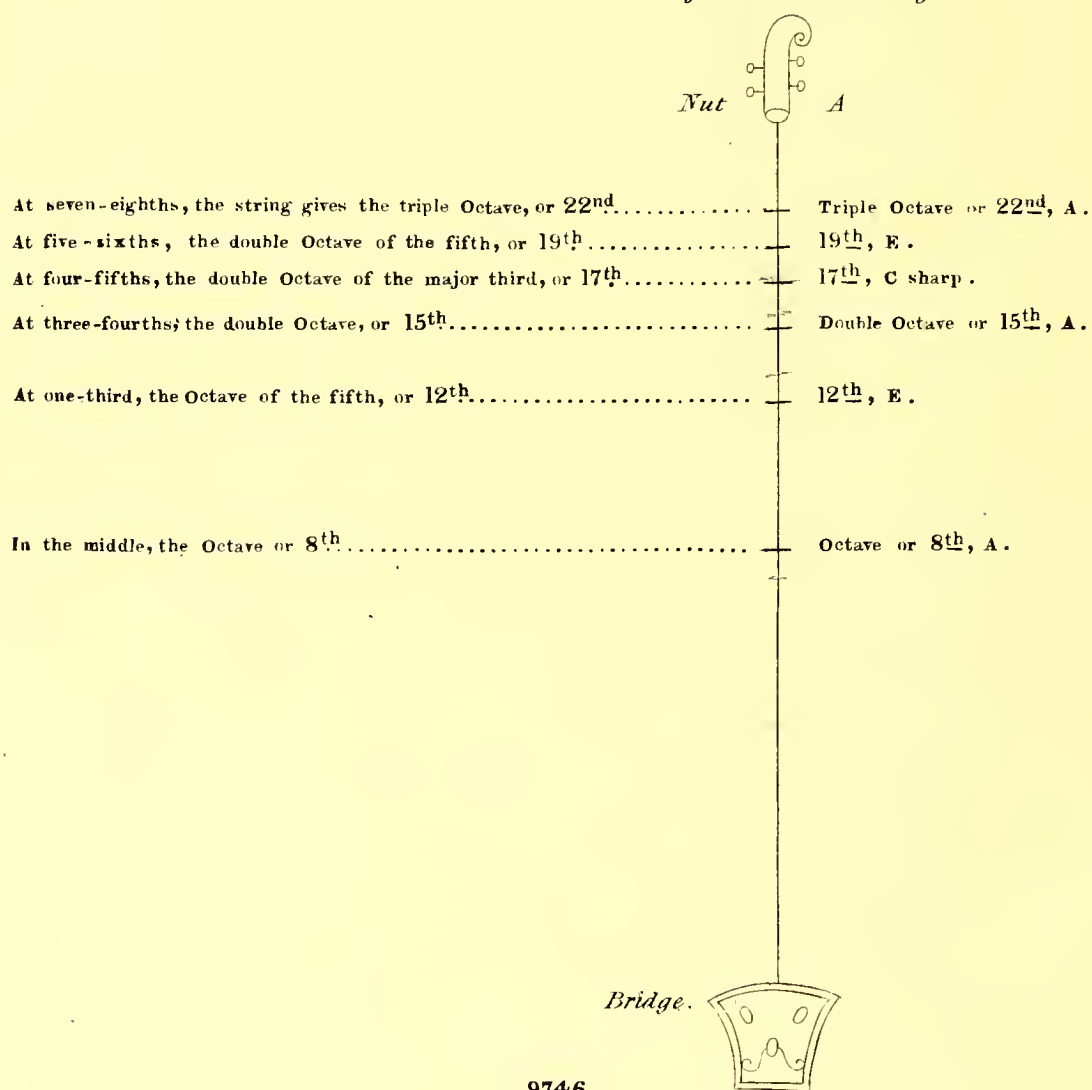 Nut A
At seven-eighths, the string gives the triple Octave, or 22nd Triple Octave or 22nd, A.
At five-sixths, the double Octave of the fifth, or 19th 19th, E.
At four-fifths, the double Octave of the major third, or 17th 17th, C sharp.
At three-fourths; the double Octave, or 15th Double Octave or 15th, A.
At one-third, the Octave of the fifth, or 12th 12th, E.
In the middle, the Octave or 8th Octave or 8th, A.
Bridge.
9746